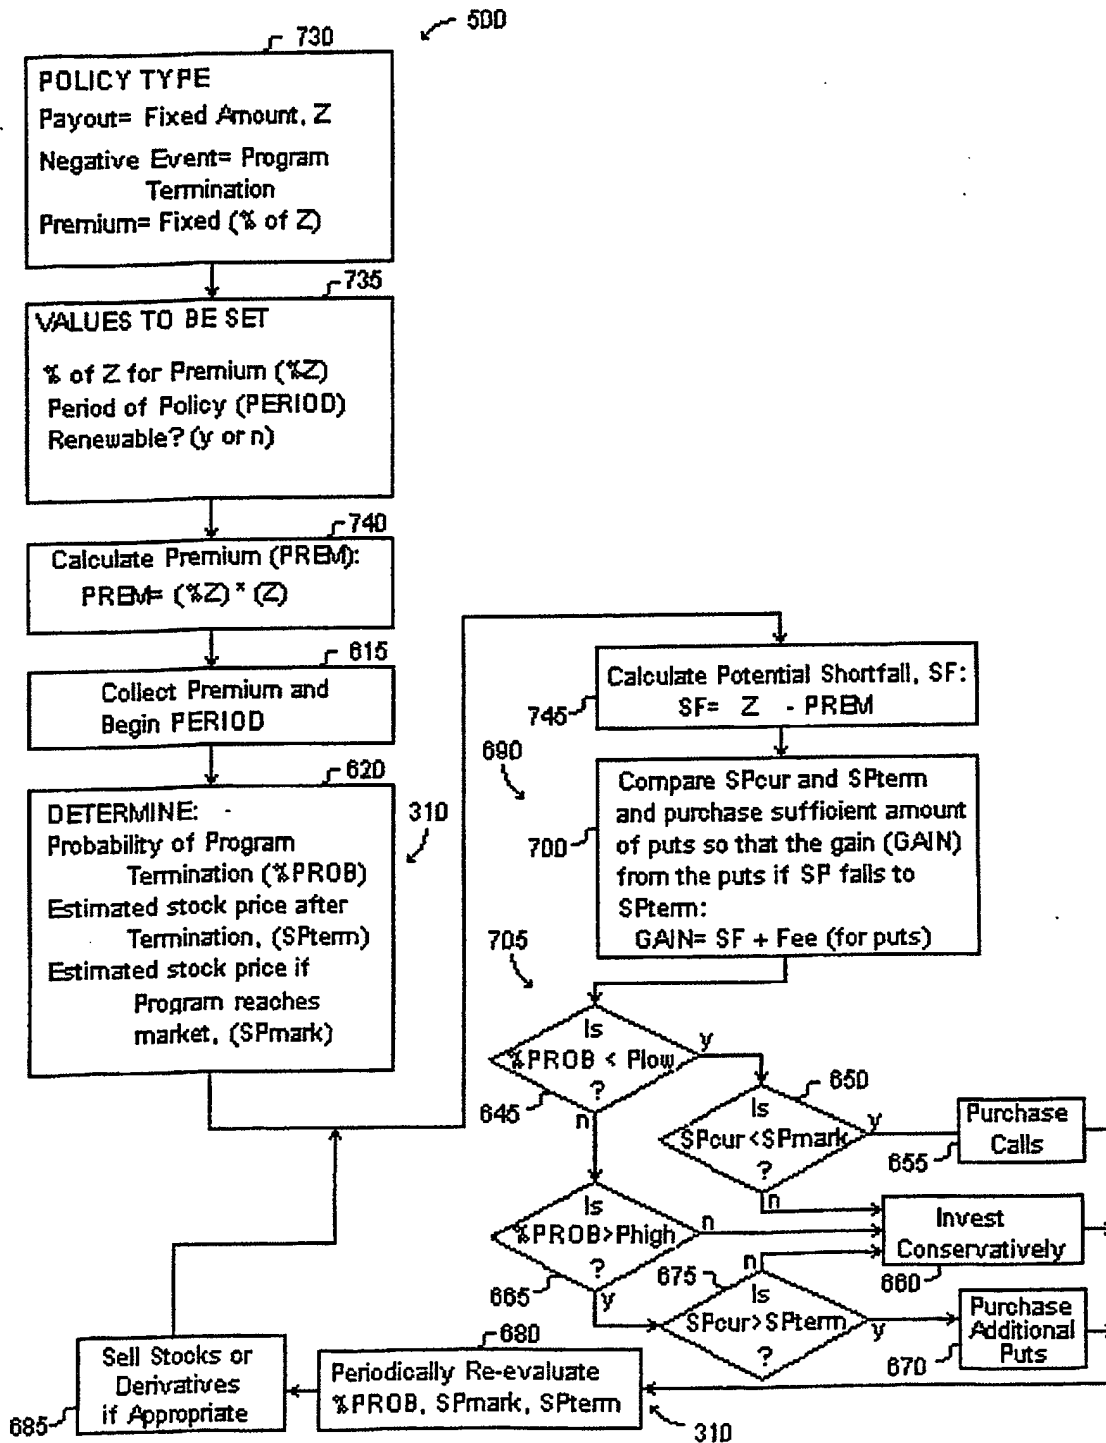 500
730
POLICY TYPE
Payout= Fixed Amount, Z
Negative Event= Program
Termination
Premium= Fixed (% of Z)
735
VALUES TO BE SET
% of Z for Premium (%Z)
Period of Policy (PERIOD)
Renewable? (y or n)
740
Calculate Premium (PREM):
PREM= (%Z) * (Z)
615
Collect Premium and
Begin PERIOD
620
DETERMINE:
Probability of Program
Termination (%PROB)
Estimated stock price after
Termination, (SPterm)
Estimated stock price if
Program reaches
market, (SPmark)
310
Calculate Potential Shortfall, SF:
SF= Z - PREM
745
690
Compare SPcur and SPterm
and purchase sufficient amount
of puts so that the gain (GAIN)
from the puts if SP falls to
SPterm:
GAIN= SF + Fee (for puts)
700
705
Is
%PROB < Plow
?
y
n
645
650
Is
SPcur<SPmark
?
y
n
Purchase
Calls
655
Is
%PROB>Phigh
?
n
y
665
Invest
Conservatively
660
675
Is
SPcur>SPterm
?
n
y
Purchase
Additional
Puts
670
680
Periodically Re-evaluate
%PROB, SPmark, SPterm
310
Sell Stocks or
Derivatives
if Appropriate
685